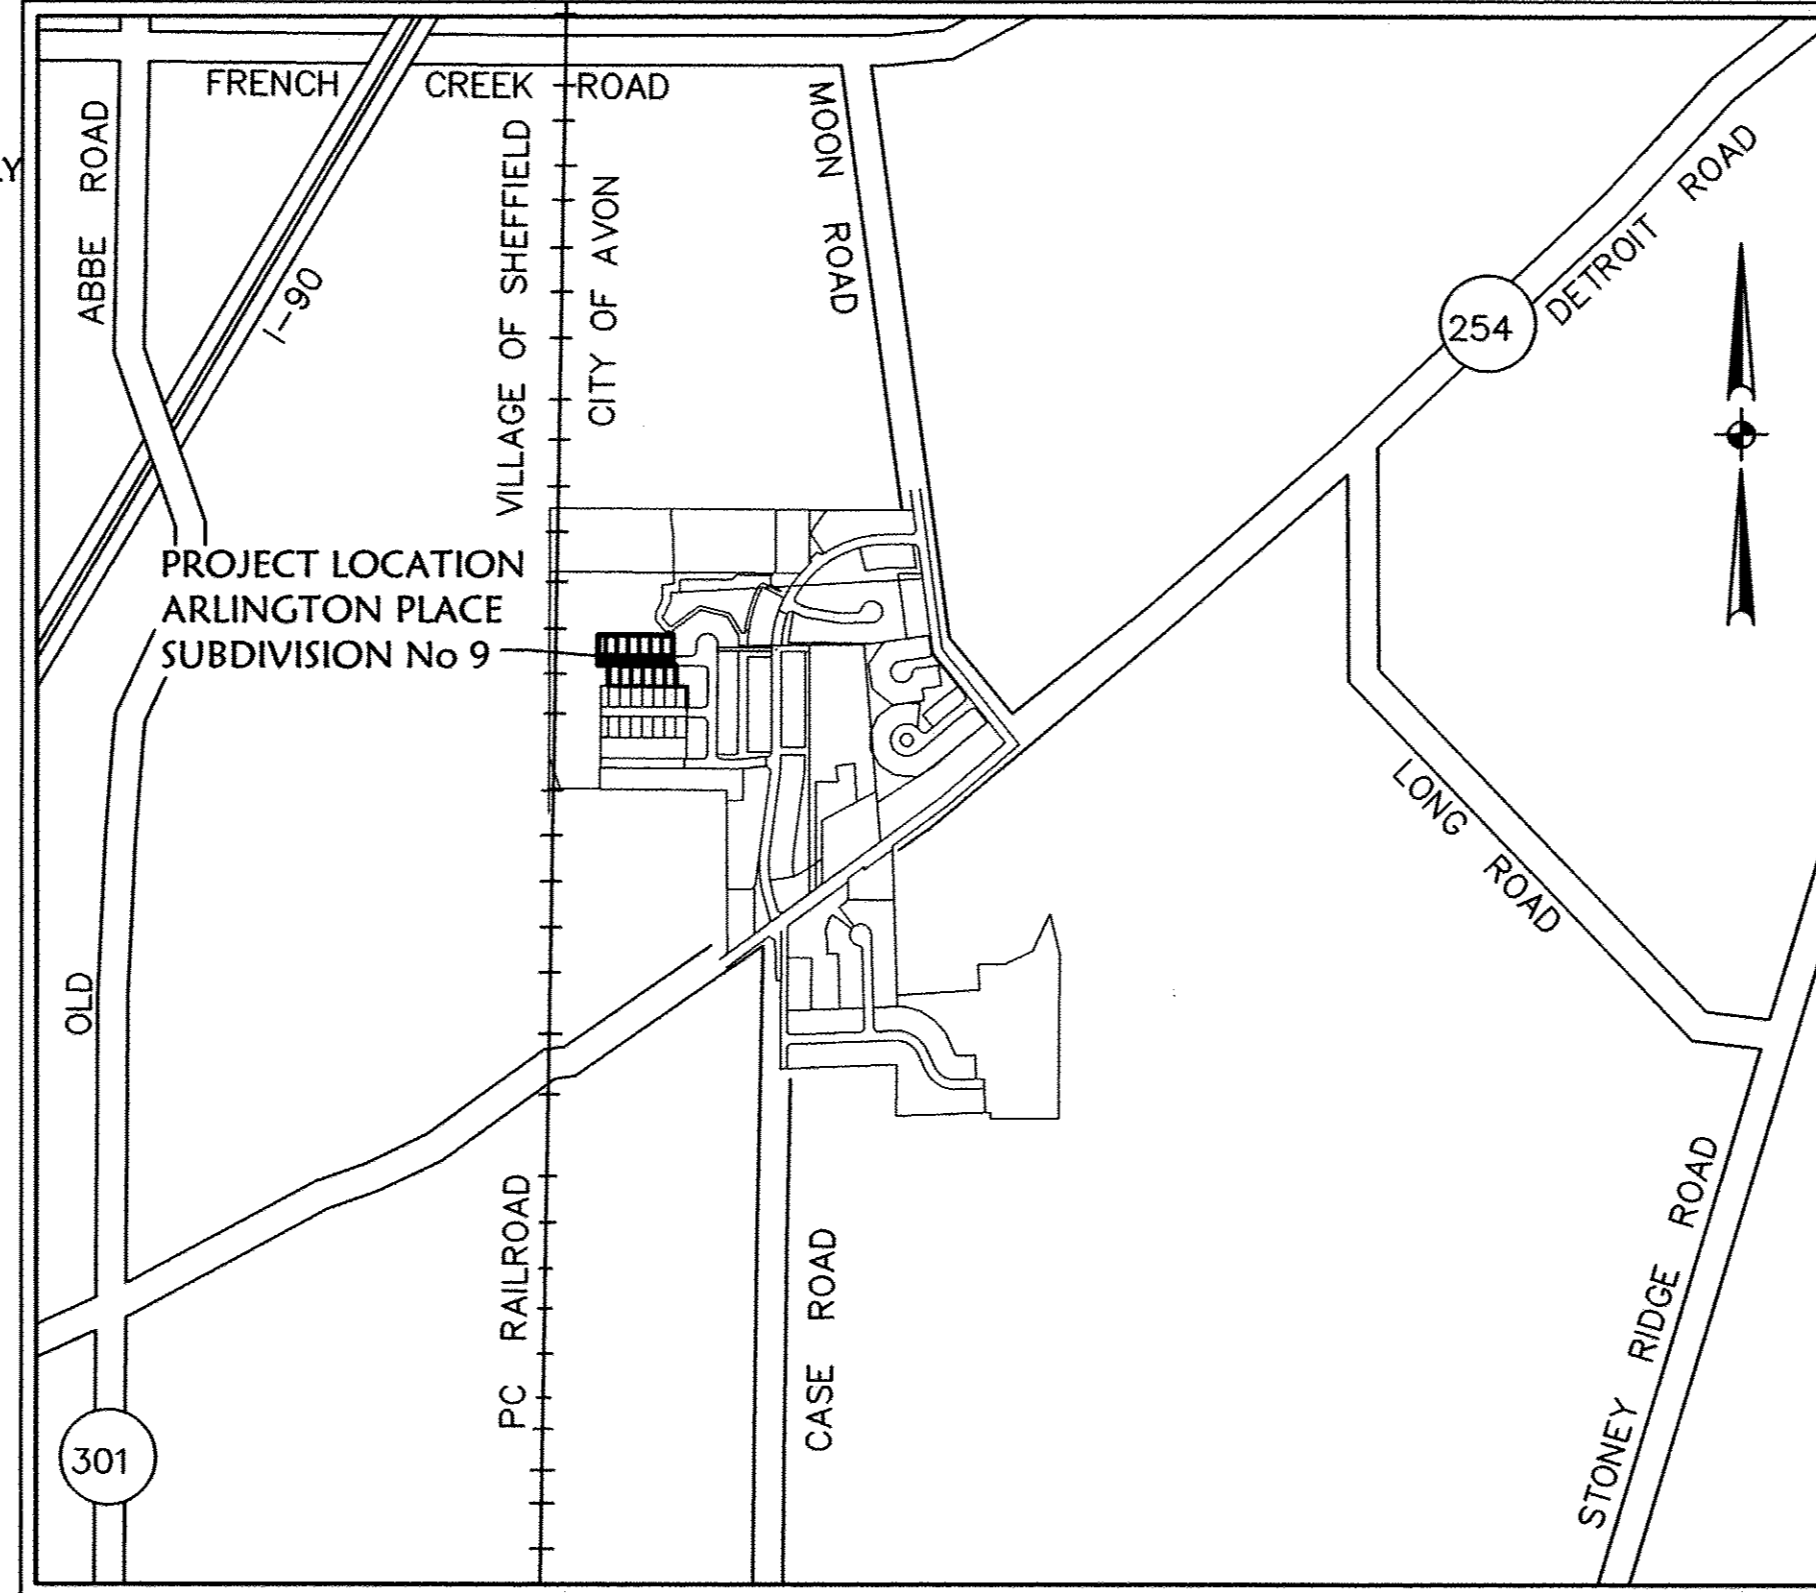 FRENCH CREEK ROAD
ABBE ROAD
I-90
VILLAGE OF SHEFFIELD
CITY OF AVON
MOON ROAD
DETROIT ROAD
254
PROJECT LOCATION
ARLINGTON PLACE
SUBDIVISION No 9
LONG ROAD
OLD
PC RAILROAD
CASE ROAD
STONEY RIDGE ROAD
301